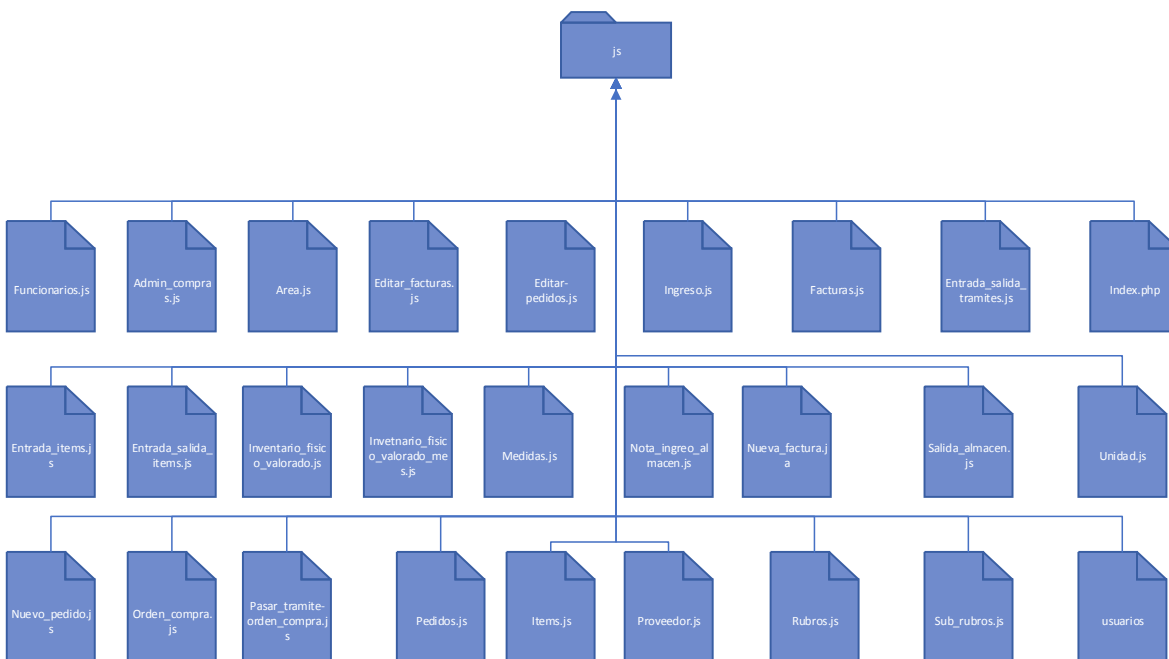 js
Funcionarios.js
Admin_compra
s.js
Area.js
Editar_facturas.
js
Editar-
pedidos.js
Ingreso.js
Facturas.js
Entrada_salida_
tramites.js
Index.php
Entrada_items.j
s
Entrada_salida_
items.js
Inventario_fisic
o_valorado.js
Invetnario_fisic
o_valorado_me
s.js
Medidas.js
Nota_ingreo_al
macen.js
Nueva_factura.j
a
Salida_almacen.
js
Unidad.js
Nuevo_pedido.j
s
Orden_compra.
js
Pasar_tramite-
orden_compra.j
s
Pedidos.js
Items.js
Proveedor.js
Rubros.js
Sub_rubros.js
usuarios